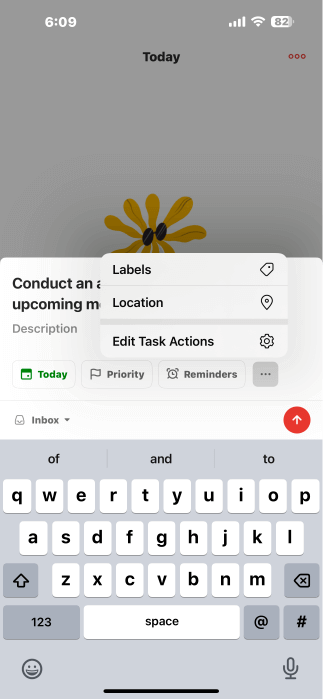 6:09
82
Today
Labels
Conduct an a
Location
upcoming m
Description
Edit Task Actions
Today Priority Reminders
Inbox
of and to
q w e r t y u i o p
a s d f g h j k l
z x c v b n m
123 space @ #